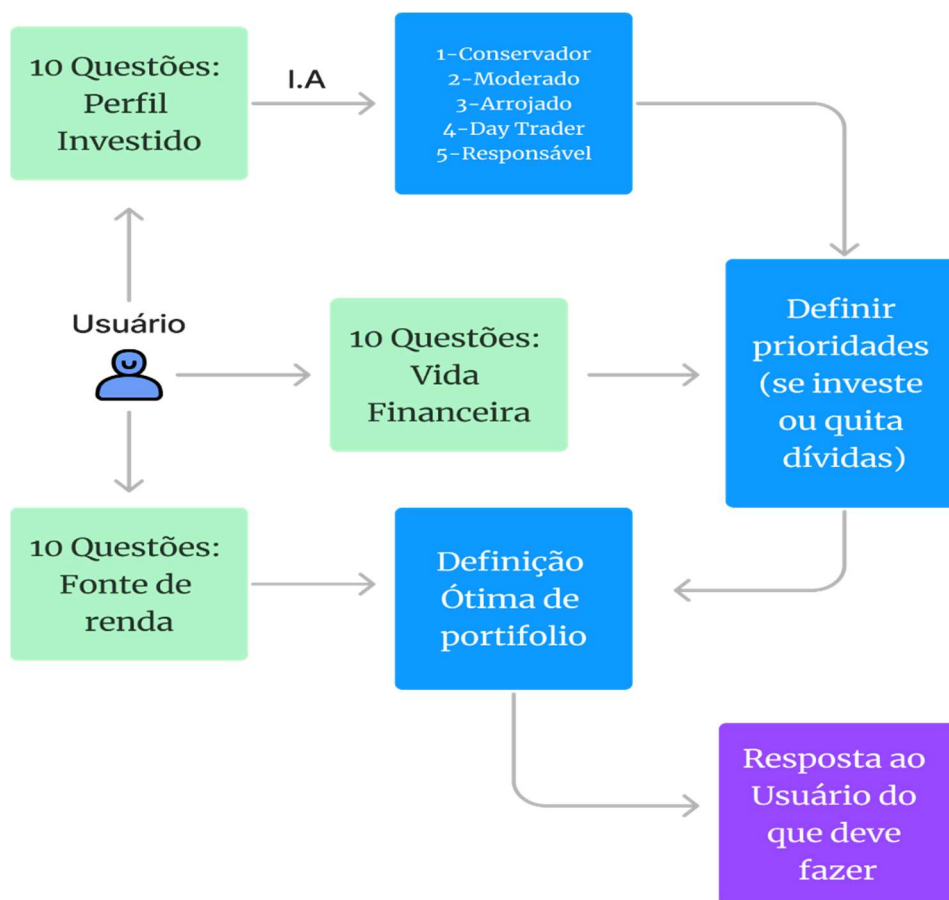 10 Questões:
Perfil
Investido
I.A
1-Conservador
2-Moderado
3-Arrojado
4-Day Trader
5-Responsável
Usuário
10 Questões:
Vida
Financeira
Definir
prioridades
(se investe
ou quita
dívidas)
10 Questões:
Fonte de
renda
Definição
Ótima de
portifolio
Resposta ao
Usuário do
que deve
fazer